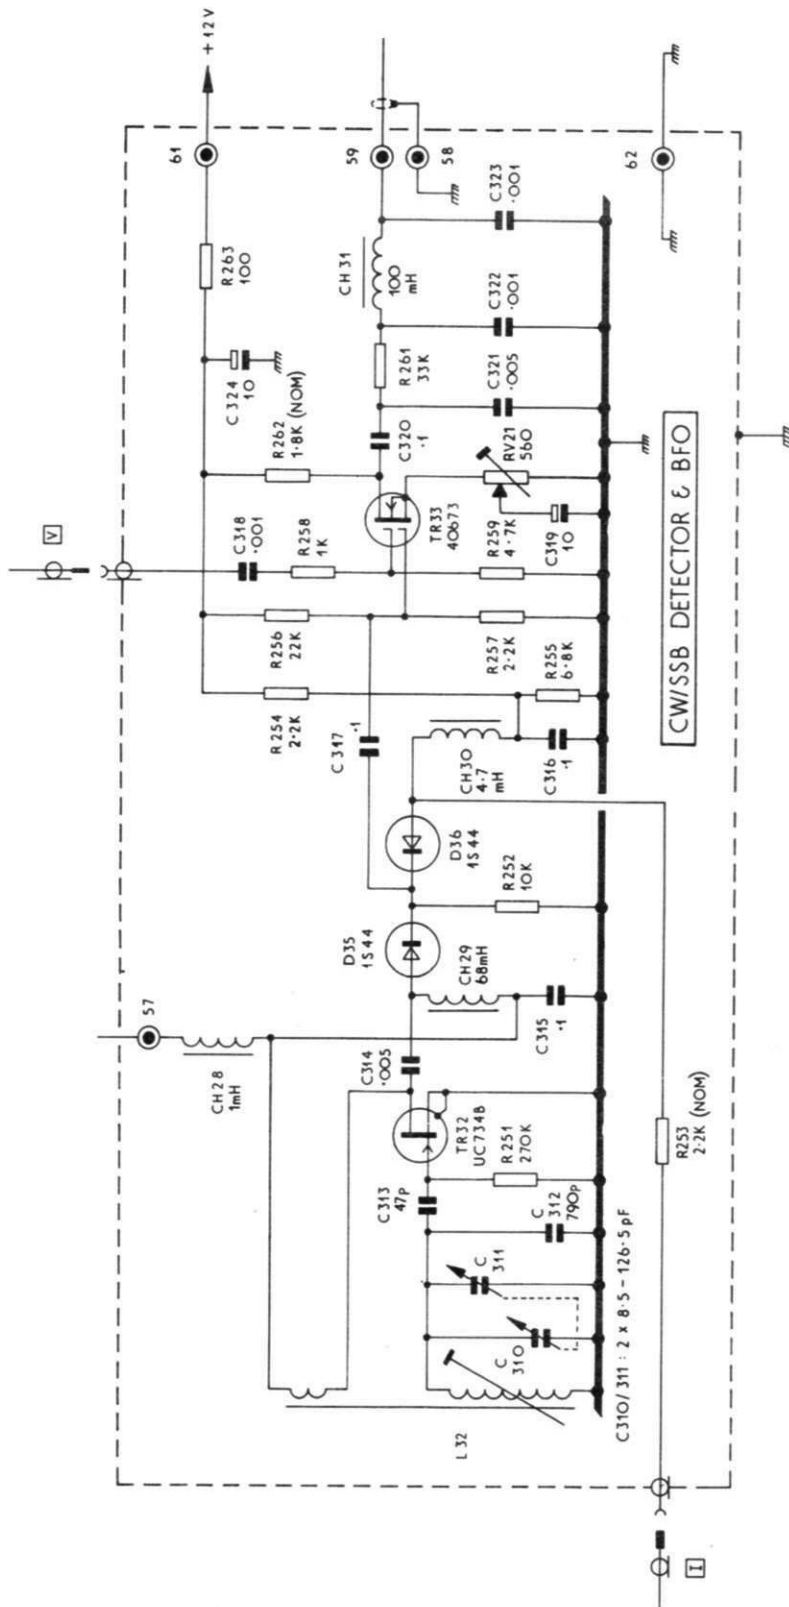 +12V
61
59
58
62
R263
100
C324
10
R262
1·8K (NOM)
CH31
100
mH
R261
33K
C323
·001
C322
·001
C321
·005
C320
·1
RV21
560
TR33
40673
V
C318
·001
R258
1K
R259
4·7K
C319
10
R256
22K
R257
2·2K
R254
2·2K
R255
6·8K
C317
·1
CH30
4·7
mH
C316
·1
D36
1S44
R252
10K
D35
1S44
CH29
68mH
C315
·1
57
CH28
1mH
C314
·005
TR32
UC734B
R251
270K
C313
47p
C
312
790p
C
311
C
310
L32
C310/311 : 2 x 8·5 - 126·5pF
R253
2·2K (NOM)
I
CW/SSB DETECTOR & BFO